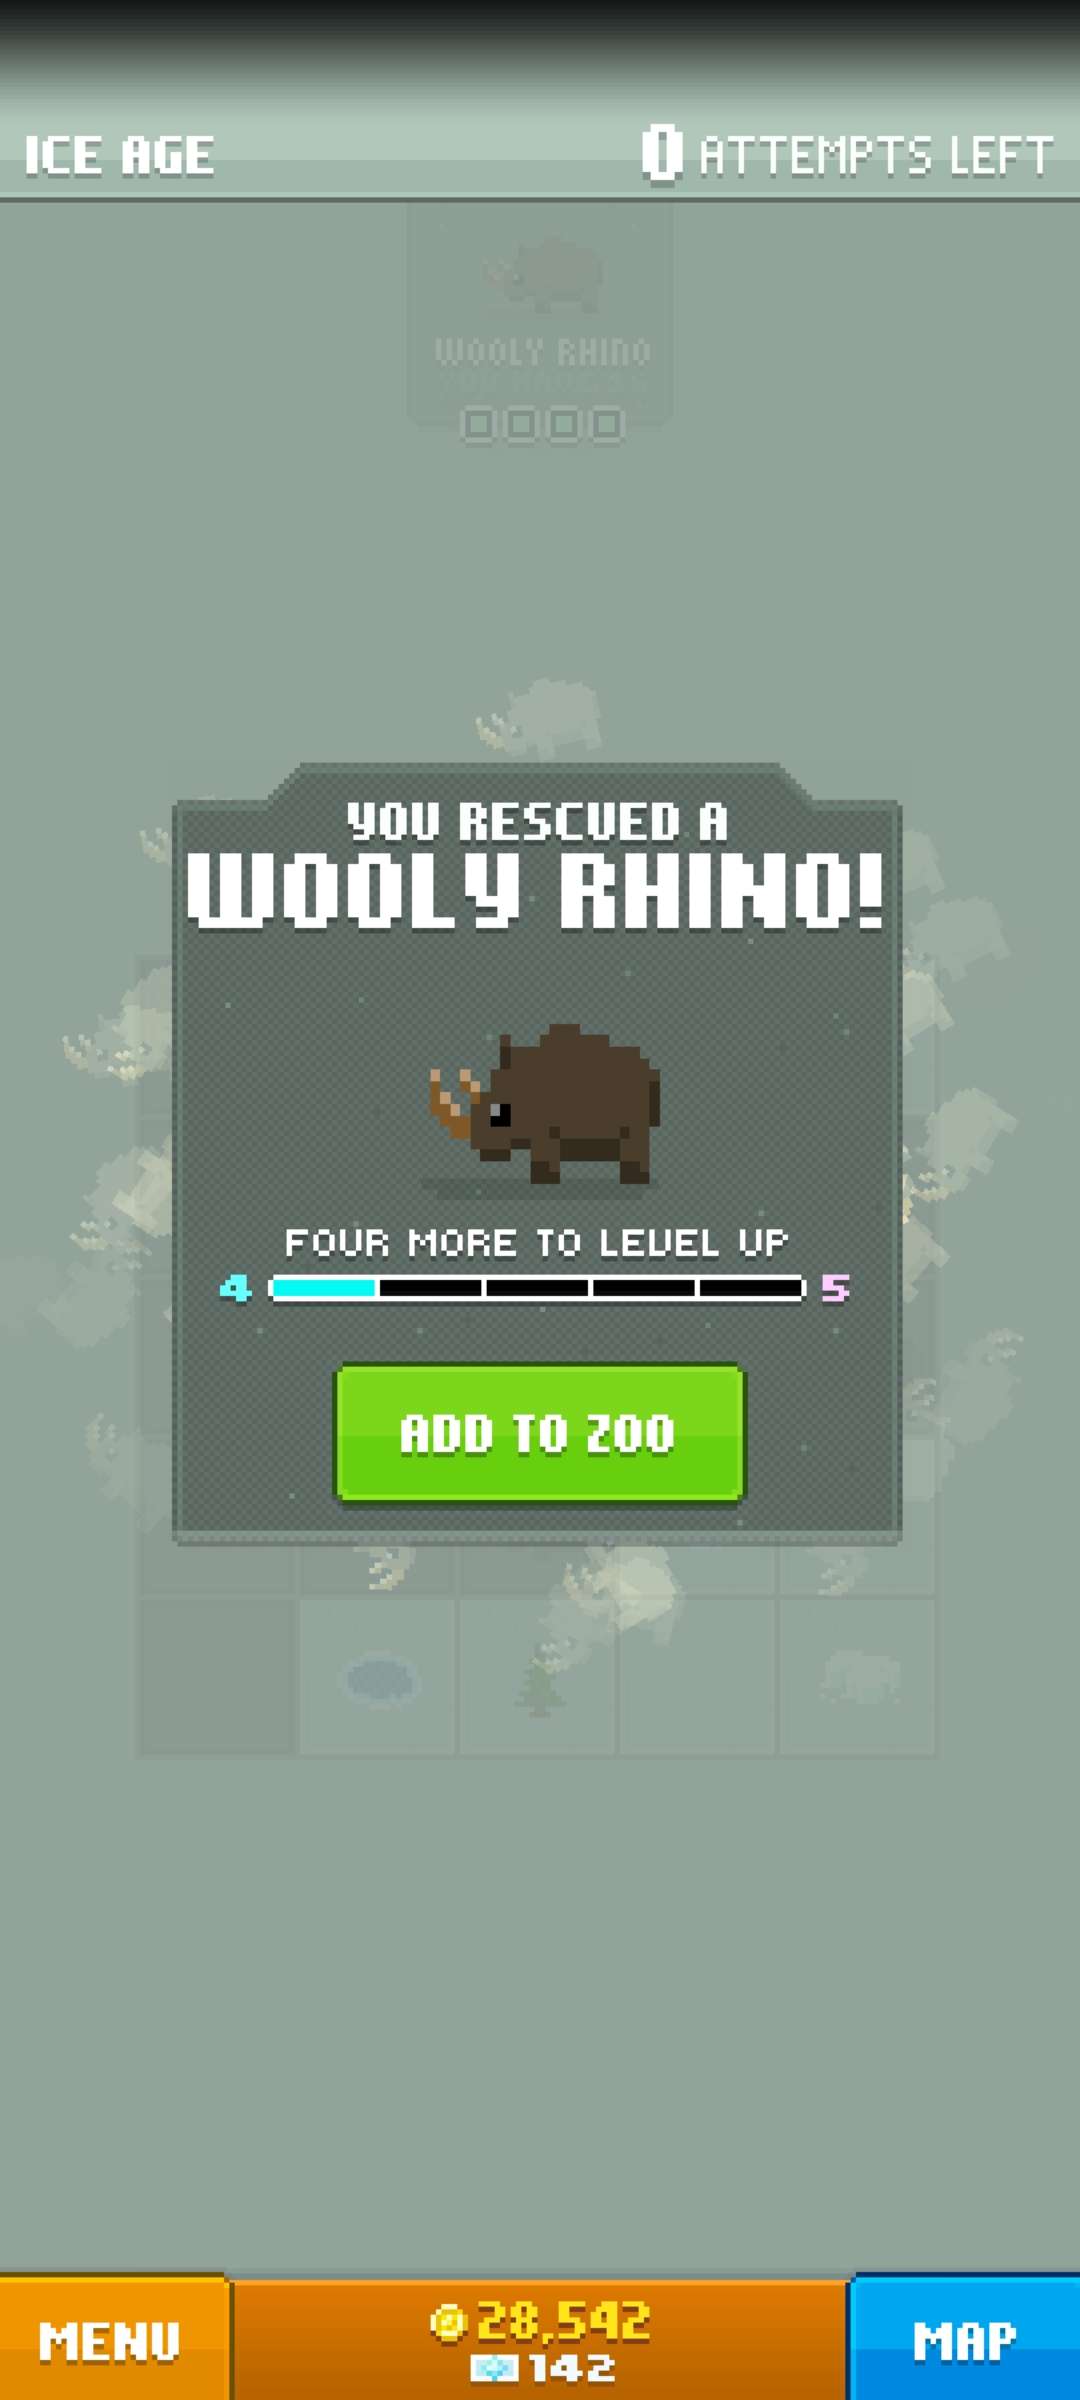 ICE AGE
0 ATTEMPTS LEFT
WOOLY RHINO
YOU RESCUED A
WOOLY RHINO!
FOUR MORE TO LEVEL UP
4 5
ADD TO ZOO
MENU
28,542
142
MAP